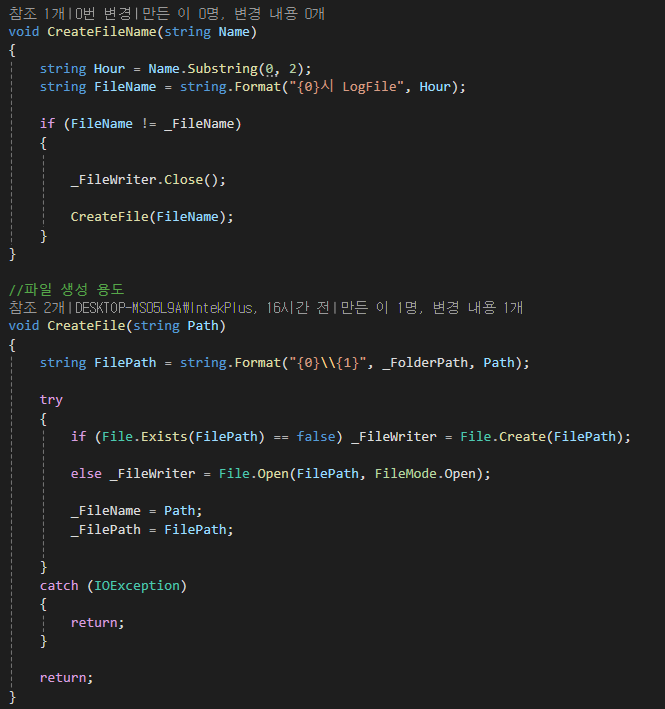 참조 1개|0번 변경|만든 이 0명, 변경 내용 0개
void CreateFileName(string Name)
{
string Hour = Name.Substring(0, 2);
string FileName = string.Format("{0}시 LogFile", Hour);
if (FileName != _FileName)
{
_FileWriter.Close();
CreateFile(FileName);
}
}
//파일 생성 용도
참조 2개|DESKTOP-MSO5L9A₩IntekPlus, 16시간 전|만든 이 1명, 변경 내용 1개
void CreateFile(string Path)
{
string FilePath = string.Format("{0}\\{1}", _FolderPath, Path);
try
{
if (File.Exists(FilePath) == false) _FileWriter = File.Create(FilePath);
else _FileWriter = File.Open(FilePath, FileMode.Open);
_FileName = Path;
_FilePath = FilePath;
}
catch (IOException)
{
return;
}
return;
}